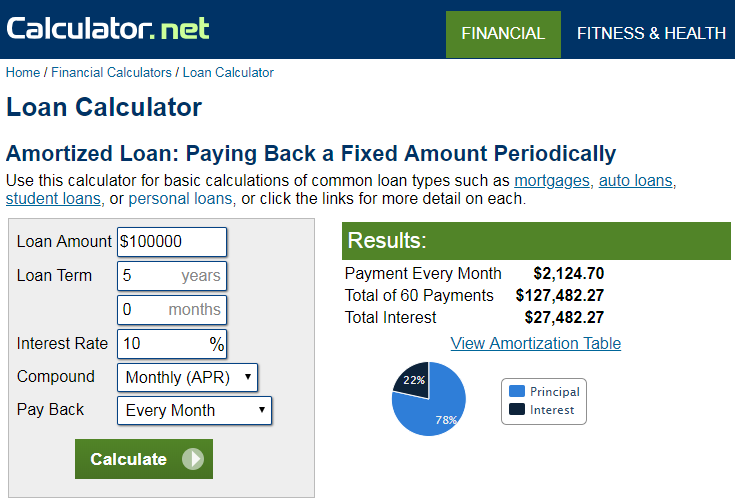 Calculator.net
FINANCIAL FITNESS & HEALTH
Home / Financial Calculators / Loan Calculator
Loan Calculator
Amortized Loan: Paying Back a Fixed Amount Periodically
Use this calculator for basic calculations of common loan types such as mortgages, auto loans,
student loans, or personal loans, or click the links for more detail on each.
Loan Amount $100000
Loan Term 5 years
0 months
Interest Rate 10 %
Compound Monthly (APR)
Pay Back Every Month
Calculate
Results:
Payment Every Month $2,124.70
Total of 60 Payments $127,482.27
Total Interest $27,482.27
View Amortization Table
22%
78%
Principal
Interest